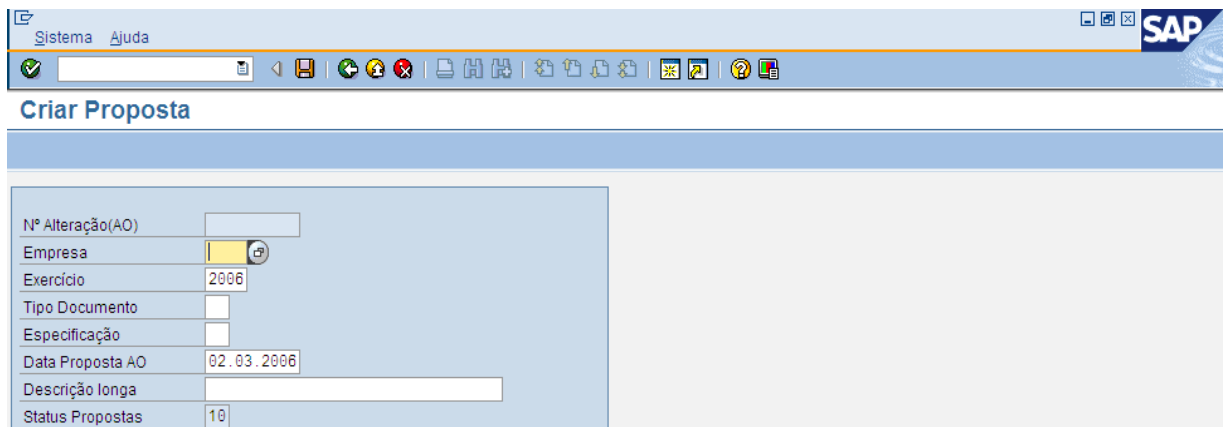 Sistema Ajuda
SAP
Criar Proposta
Nº Alteração(AO)
Empresa
Exercício 2006
Tipo Documento
Especificação
Data Proposta AO 02.03.2006
Descrição longa
Status Propostas 10